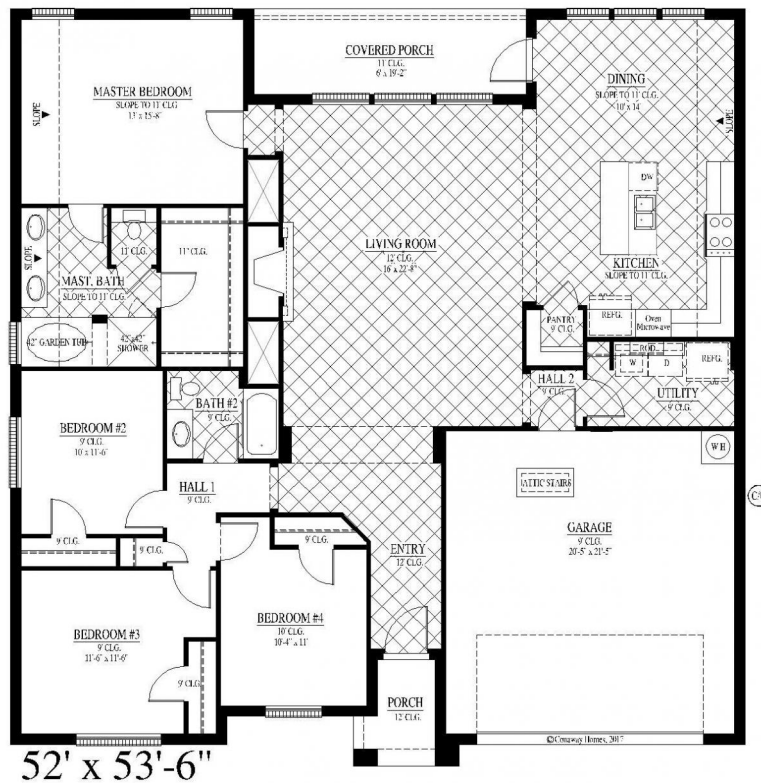 COVERED PORCH
11' CLG.
6' x 19'-2"
MASTER BEDROOM
SLOPE TO 11' CLG
13' x 15'-8"
SLOPE
DINING
SLOPE TO 11' CLG.
10' x 14'
SLOPE
DW
LIVING ROOM
12' CLG.
16' x 22'-8"
KITCHEN
SLOPE TO 11' CLG.
SLOPE
11' CLG.
11' CLG.
MAST. BATH
SLOPE TO 11' CLG.
42" GARDEN TUB
42"x42"
SHOWER
PANTRY
9' CLG.
REFG.
Oven
Microwave
ROD
W
D
REFG.
HALL 2
9' CLG.
UTILITY
9' CLG.
BATH #2
9' CLG.
BEDROOM #2
9' CLG.
10' x 11'-6"
WH
HALL 1
9' CLG.
ATTIC STAIRS
C/
9' CLG.
9' CLG.
9' CLG.
ENTRY
12' CLG.
GARAGE
9' CLG.
20'-5" x 21'-5"
BEDROOM #3
9' CLG.
11'-6" x 11'-6"
BEDROOM #4
10' CLG.
10'-4" x 11'
9' CLG.
PORCH
12' CLG.
©Conaway Homes, 2017
52' x 53'-6"